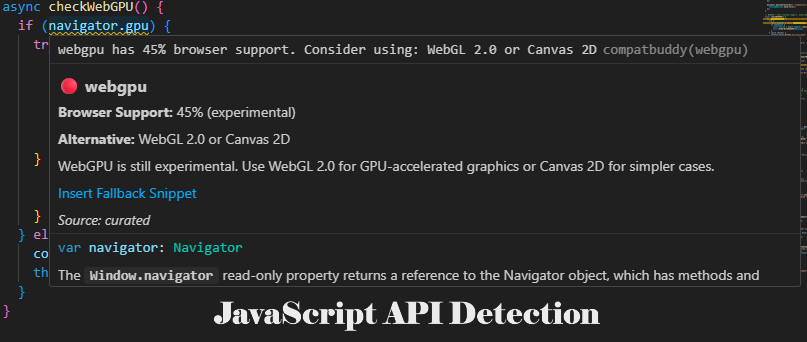 async checkWebGPU() {
if (navigator.gpu) {
tr
webgpu has 45% browser support. Consider using: WebGL 2.0 or Canvas 2D compatbuddy(webgpu)
webgpu
Browser Support: 45% (experimental)
Alternative: WebGL 2.0 or Canvas 2D
WebGPU is still experimental. Use WebGL 2.0 for GPU-accelerated graphics or Canvas 2D for simpler cases.
}
Insert Fallback Snippet
} 
Source: curated
} el
var navigator: Navigator
co
th
The Window.navigator read-only property returns a reference to the Navigator object, which has methods and
}
}
JavaScript API Detection